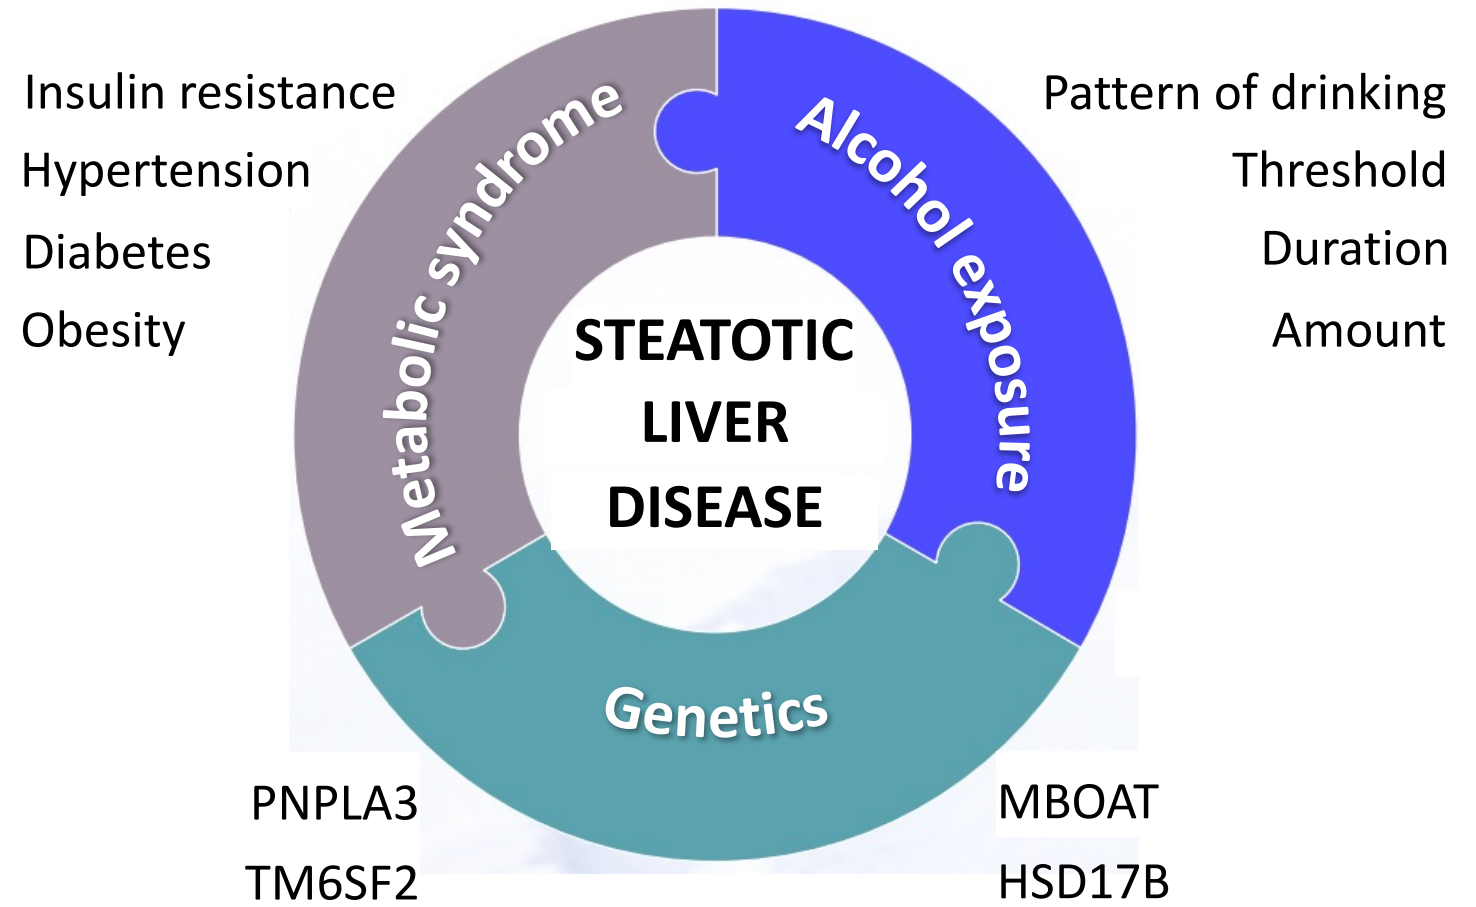 Insulin resistance
Hypertension
Diabetes
Obesity
Metabolic syndrome
Alcohol exposure
Pattern of drinking
Threshold
Duration
Amount
STEATOTIC
LIVER
DISEASE
Genetics
PNPLA3
TM6SF2
MBOAT
HSD17B